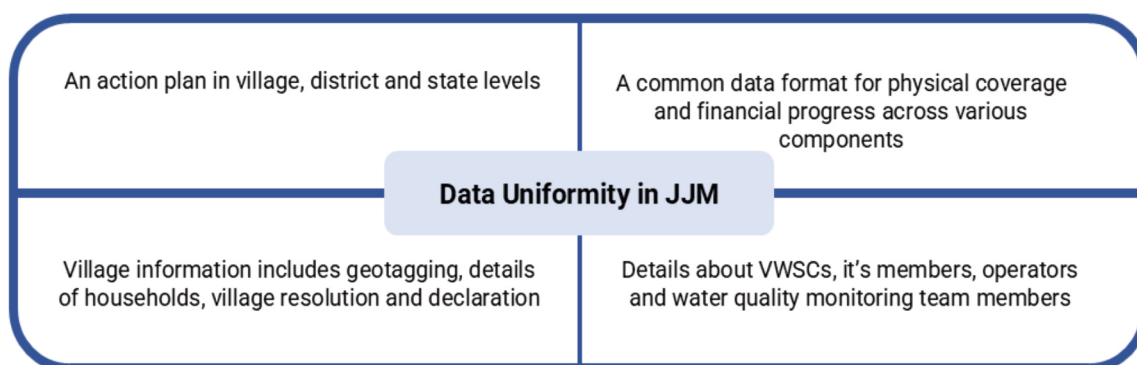 An action plan in village, district and state levels
A common data format for physical coverage
and financial progress across various
components
Data Uniformity in JJM
Village information includes geotagging, details
of households, village resolution and declaration
Details about VWSCs, it’s members, operators
and water quality monitoring team members